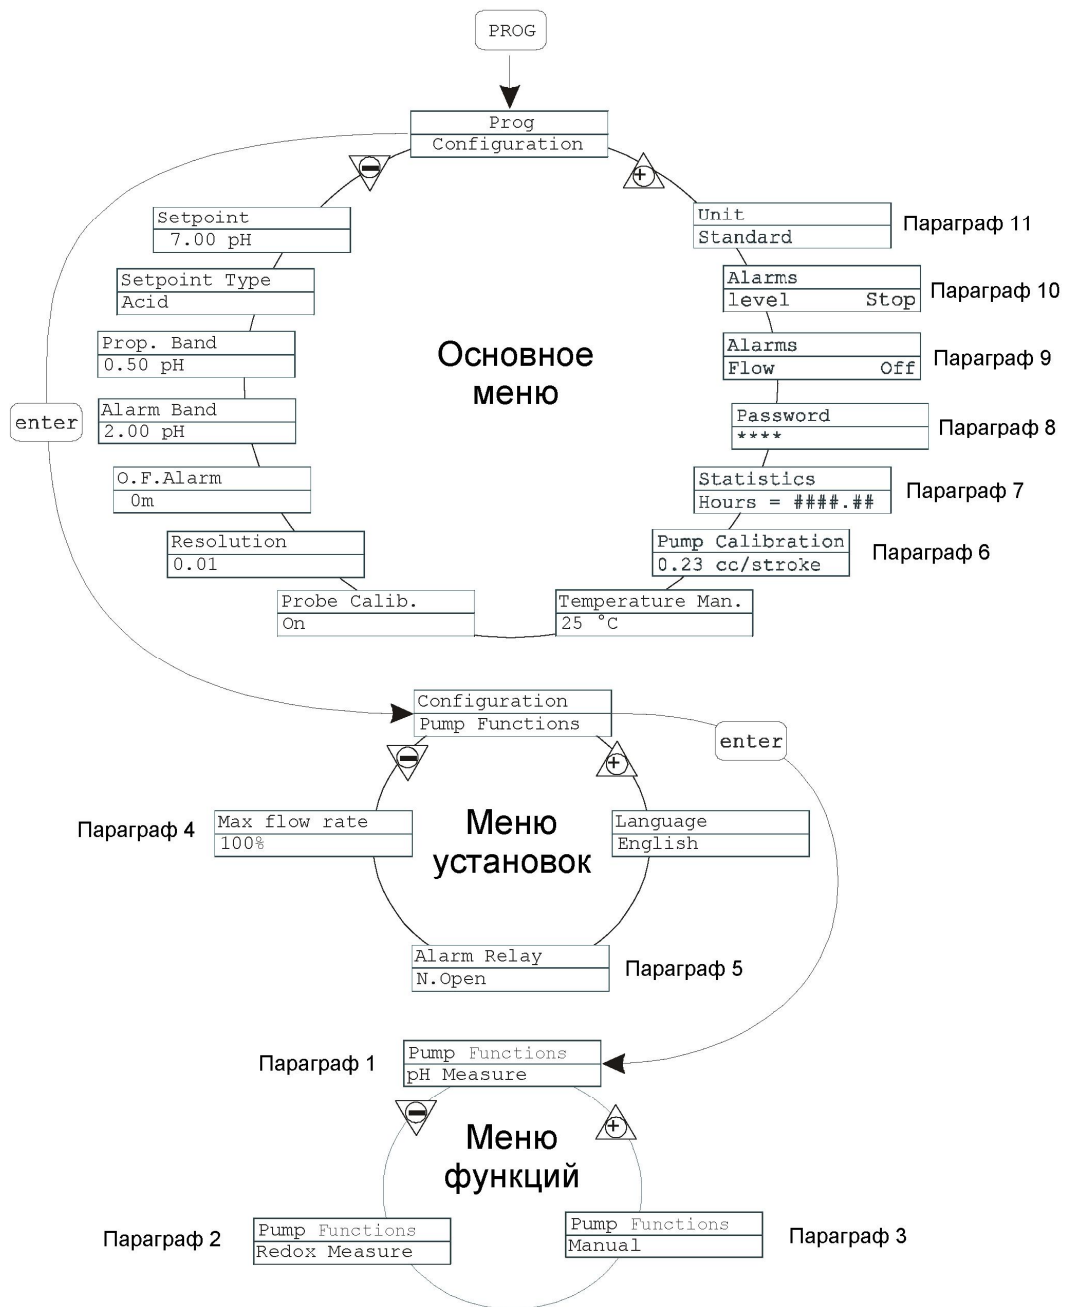 PROG
Prog
Configuration
Setpoint
7.00 pH
Unit
Standard
Параграф 11
Setpoint Type
Acid
Alarms
level Stop
Параграф 10
Prop. Band
0.50 pH
Основное
меню
Alarms
Flow Off
Параграф 9
enter
Alarm Band
2.00 pH
Password
****
Параграф 8
O.F.Alarm
0m
Statistics
Hours = ####.##
Параграф 7
Resolution
0.01
Pump Calibration
0.23 cc/stroke
Параграф 6
Probe Calib.
On
Temperature Man.
25 °C
Configuration
Pump Functions
enter
Параграф 4
Max flow rate
100%
Меню
установок
Language
English
Alarm Relay
N.Open
Параграф 5
Параграф 1
Pump Functions
pH Measure
Меню
функций
Параграф 2
Pump Functions
Redox Measure
Pump Functions
Manual
Параграф 3